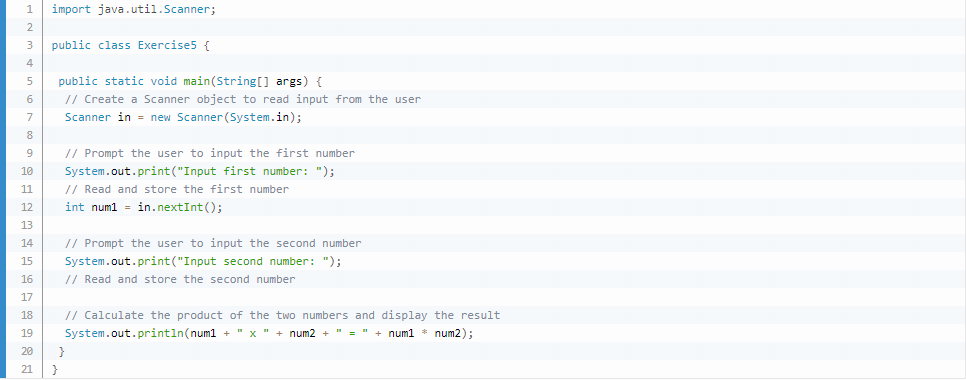 1 import java.util.Scanner;
2
3 public class Exercise5 {
4
5 public static void main(String[] args) {
6 // Create a Scanner object to read input from the user
7 Scanner in = new Scanner(System.in);
8
9 // Prompt the user to input the first number
10 System.out.print("Input first number: ");
11 // Read and store the first number
12 int num1 = in.nextInt();
13
14 // Prompt the user to input the second number
15 System.out.print("Input second number: ");
16 // Read and store the second number
17
18 // Calculate the product of the two numbers and display the result
19 System.out.println(num1 + " x " + num2 + " = " + num1 * num2);
20 }
21 }